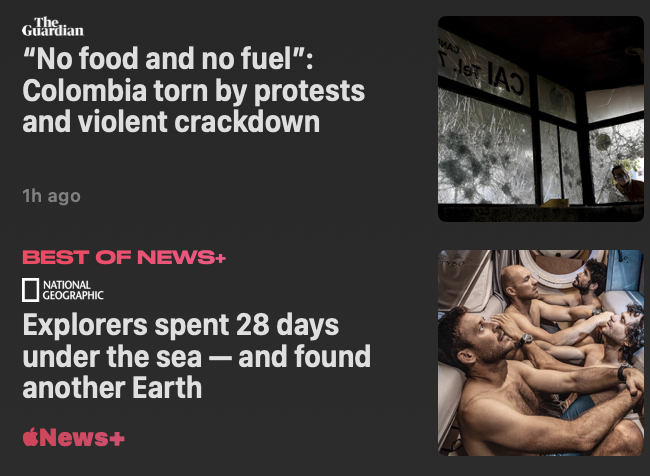 The
Guardian
“No food and no fuel”:
Colombia torn by protests
and violent crackdown
1h ago
CAI TEL. 7
BEST OF NEWS+
NATIONAL
GEOGRAPHIC
Explorers spent 28 days
under the sea — and found
another Earth
News+